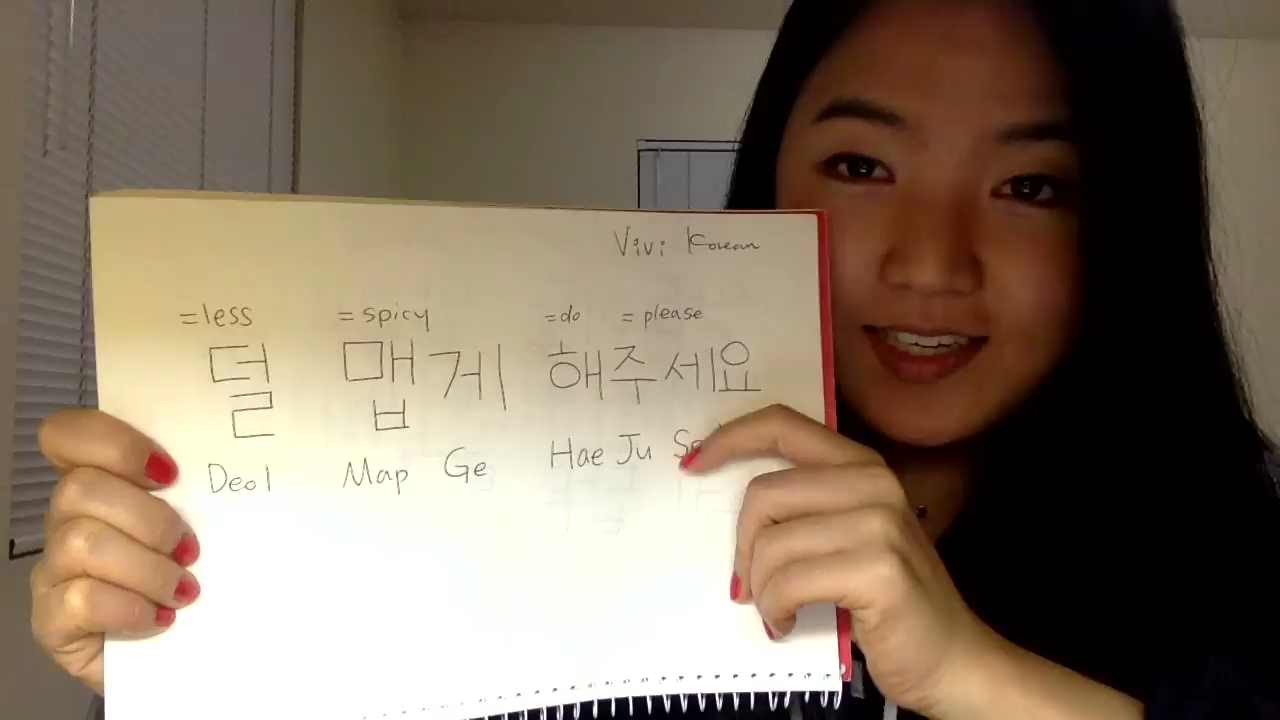 Vivi Korean
=less =spicy =do =please
덜 맵게 해주세요
Deol Map Ge Hae Ju